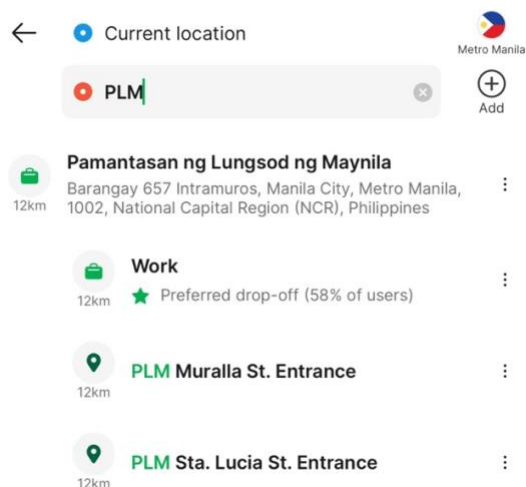 Current location
Metro Manila
PLM
Add
Pamantasan ng Lungsod ng Maynila
Barangay 657 Intramuros, Manila City, Metro Manila,
12km
1002, National Capital Region (NCR), Philippines
Work
12km
Preferred drop-off (58% of users)
PLM Muralla St. Entrance
12km
PLM Sta. Lucia St. Entrance
12km